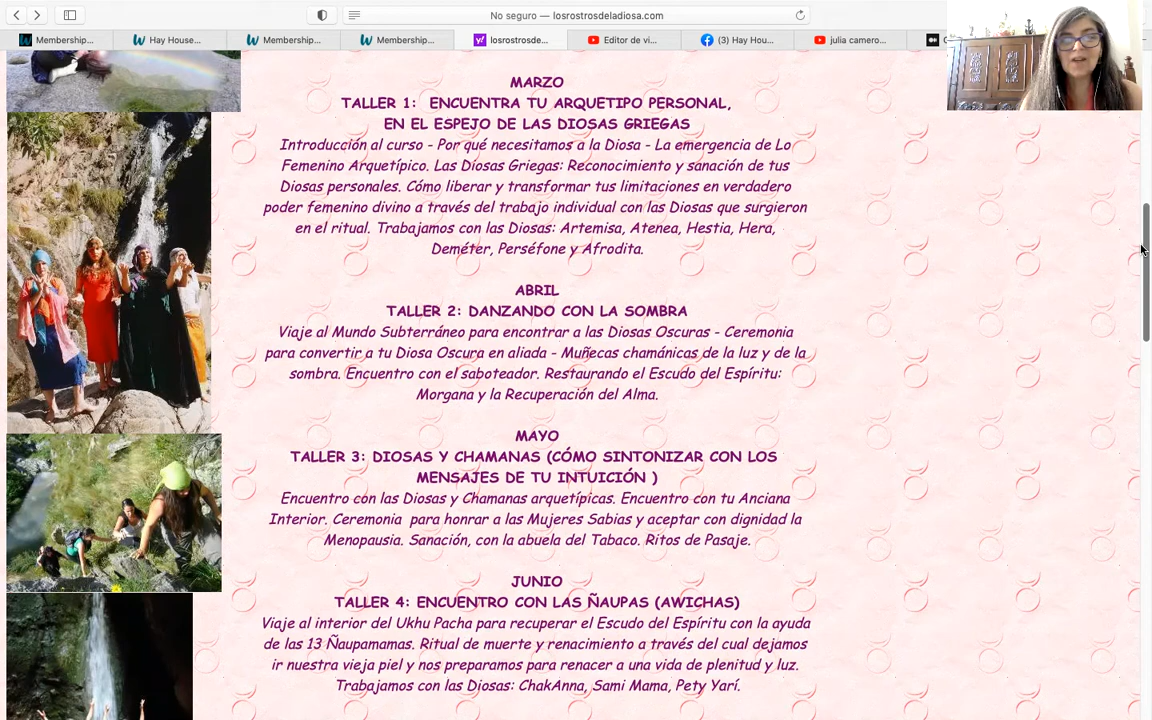 No seguro — losrostrosdeladiosa.com
Membership...
Hay House...
Membership...
Membership...
losrostrosde...
Editor de vi...
(3) Hay Hou...
julia camero...
MARZO
TALLER 1: ENCUENTRA TU ARQUETIPO PERSONAL,
EN EL ESPEJO DE LAS DIOSAS GRIEGAS
Introducción al curso - Por qué necesitamos a la Diosa - La emergencia de Lo
Femenino Arquetípico. Las Diosas Griegas: Reconocimiento y sanación de tus
Diosas personales. Cómo liberar y transformar tus limitaciones en verdadero
poder femenino divino a través del trabajo individual con las Diosas que surgieron
en el ritual. Trabajamos con las Diosas: Artemisa, Atenea, Hestia, Hera,
Deméter, Perséfone y Afrodita.
ABRIL
TALLER 2: DANZANDO CON LA SOMBRA
Viaje al Mundo Subterráneo para encontrar a las Diosas Oscuras - Ceremonia
para convertir a tu Diosa Oscura en aliada - Muñecas chamánicas de la luz y de la
sombra. Encuentro con el saboteador. Restaurando el Escudo del Espíritu:
Morgana y la Recuperación del Alma.
MAYO
TALLER 3: DIOSAS Y CHAMANAS (CÓMO SINTONIZAR CON LOS
MENSAJES DE TU INTUICIÓN )
Encuentro con las Diosas y Chamanas arquetípicas. Encuentro con tu Anciana
Interior. Ceremonia para honrar a las Mujeres Sabias y aceptar con dignidad la
Menopausia. Sanación, con la abuela del Tabaco. Ritos de Pasaje.
JUNIO
TALLER 4: ENCUENTRO CON LAS ÑAUPAS (AWICHAS)
Viaje al interior del Ukhu Pacha para recuperar el Escudo del Espíritu con la ayuda
de las 13 Ñaupamamas. Ritual de muerte y renacimiento a través del cual dejamos
ir nuestra vieja piel y nos preparamos para renacer a una vida de plenitud y luz.
Trabajamos con las Diosas: ChakAnna, Sami Mama, Pety Yarí.